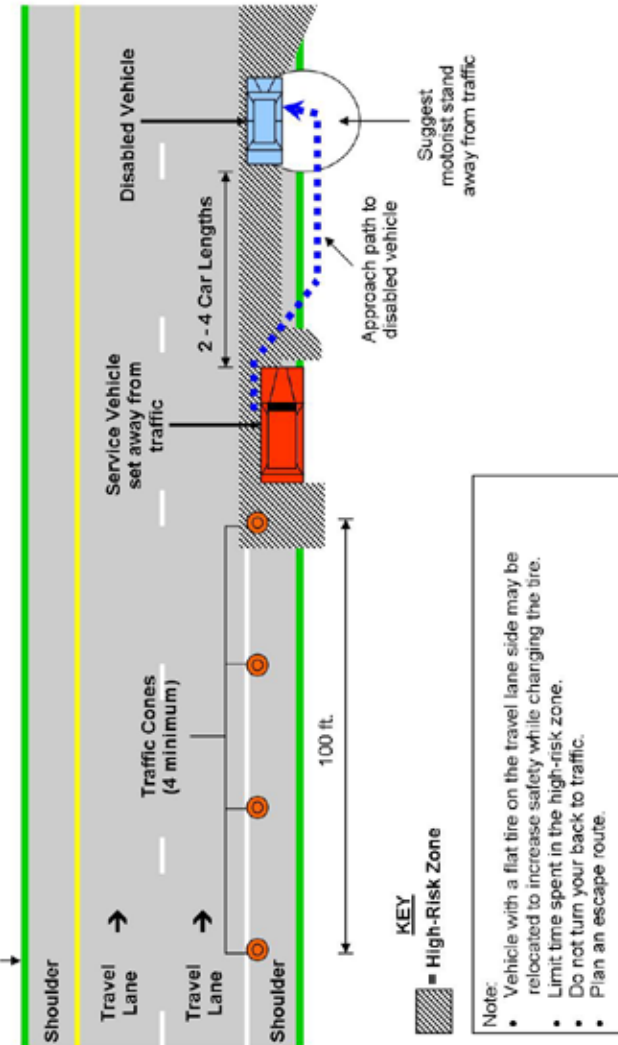 Shoulder
Travel
Lane
Travel
Lane
Shoulder
Traffic Cones
(4 minimum)
100 ft.
Service Vehicle
set away from
traffic
2 - 4 Car Lengths
Disabled Vehicle
Approach path to
disabled vehicle
Suggest
motorist stand
away from traffic
KEY
= High-Risk Zone
Note:
• Vehicle with a flat tire on the travel lane side may be
relocated to increase safety while changing the tire.
• Limit time spent in the high-risk zone.
• Do not turn your back to traffic.
• Plan an escape route.